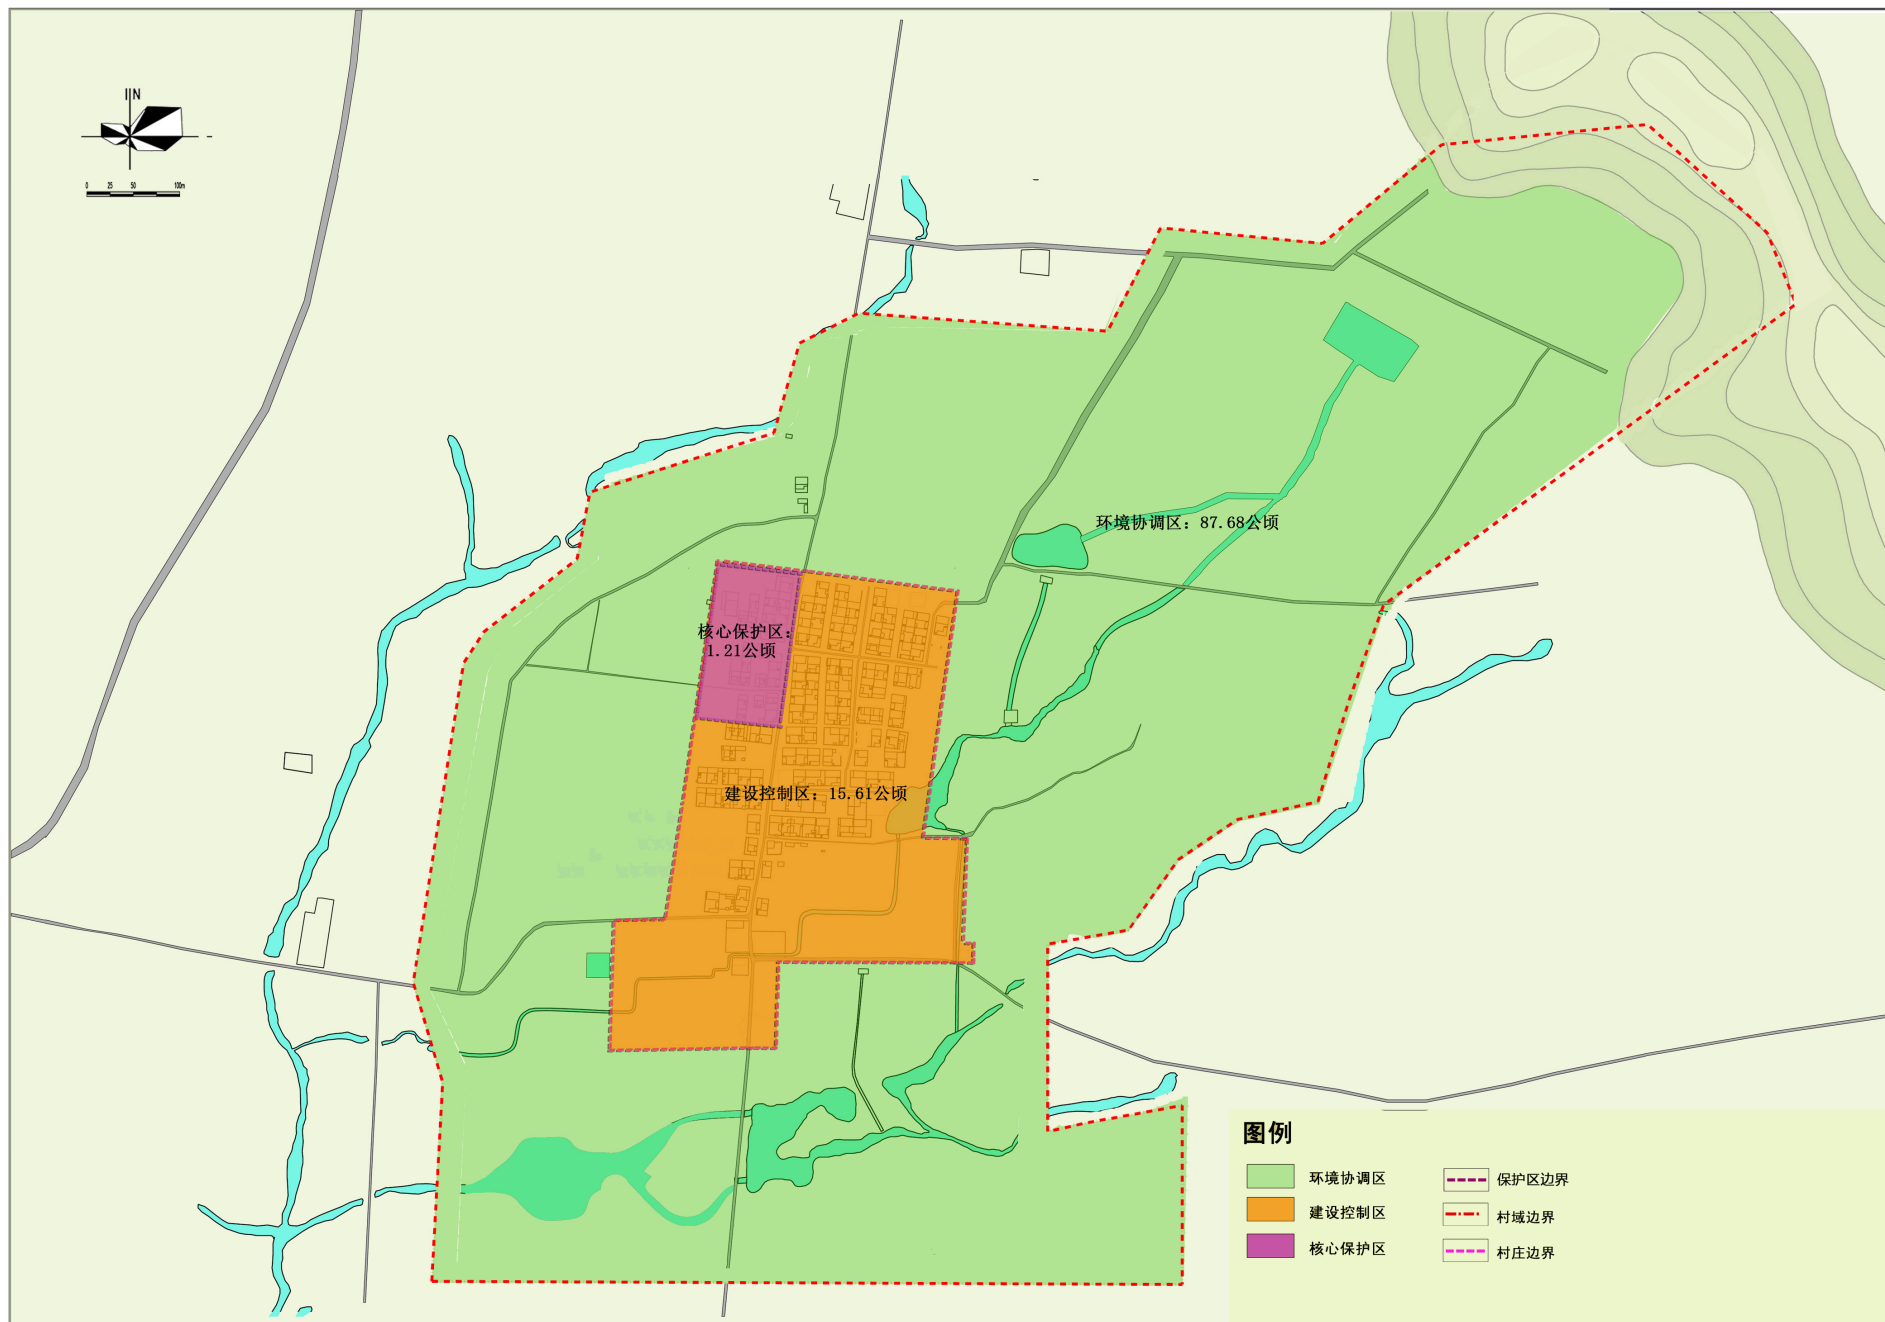 N
0 25 50 100m
环境协调区：87.68公顷
核心保护区：
1.21公顷
建设控制区：15.61公顷
图例
环境协调区
保护区边界
建设控制区
村域边界
核心保护区
村庄边界